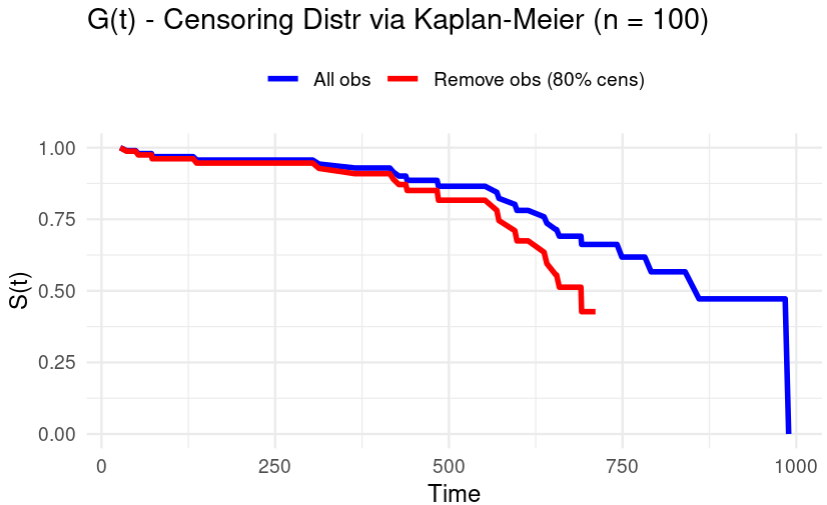 G(t) - Censoring Distr via Kaplan-Meier (n = 100)
All obs Remove obs (80% cens)
1.00
0.75
0.50
0.25
0.00
S(t)
0 250 500 750 1000
Time